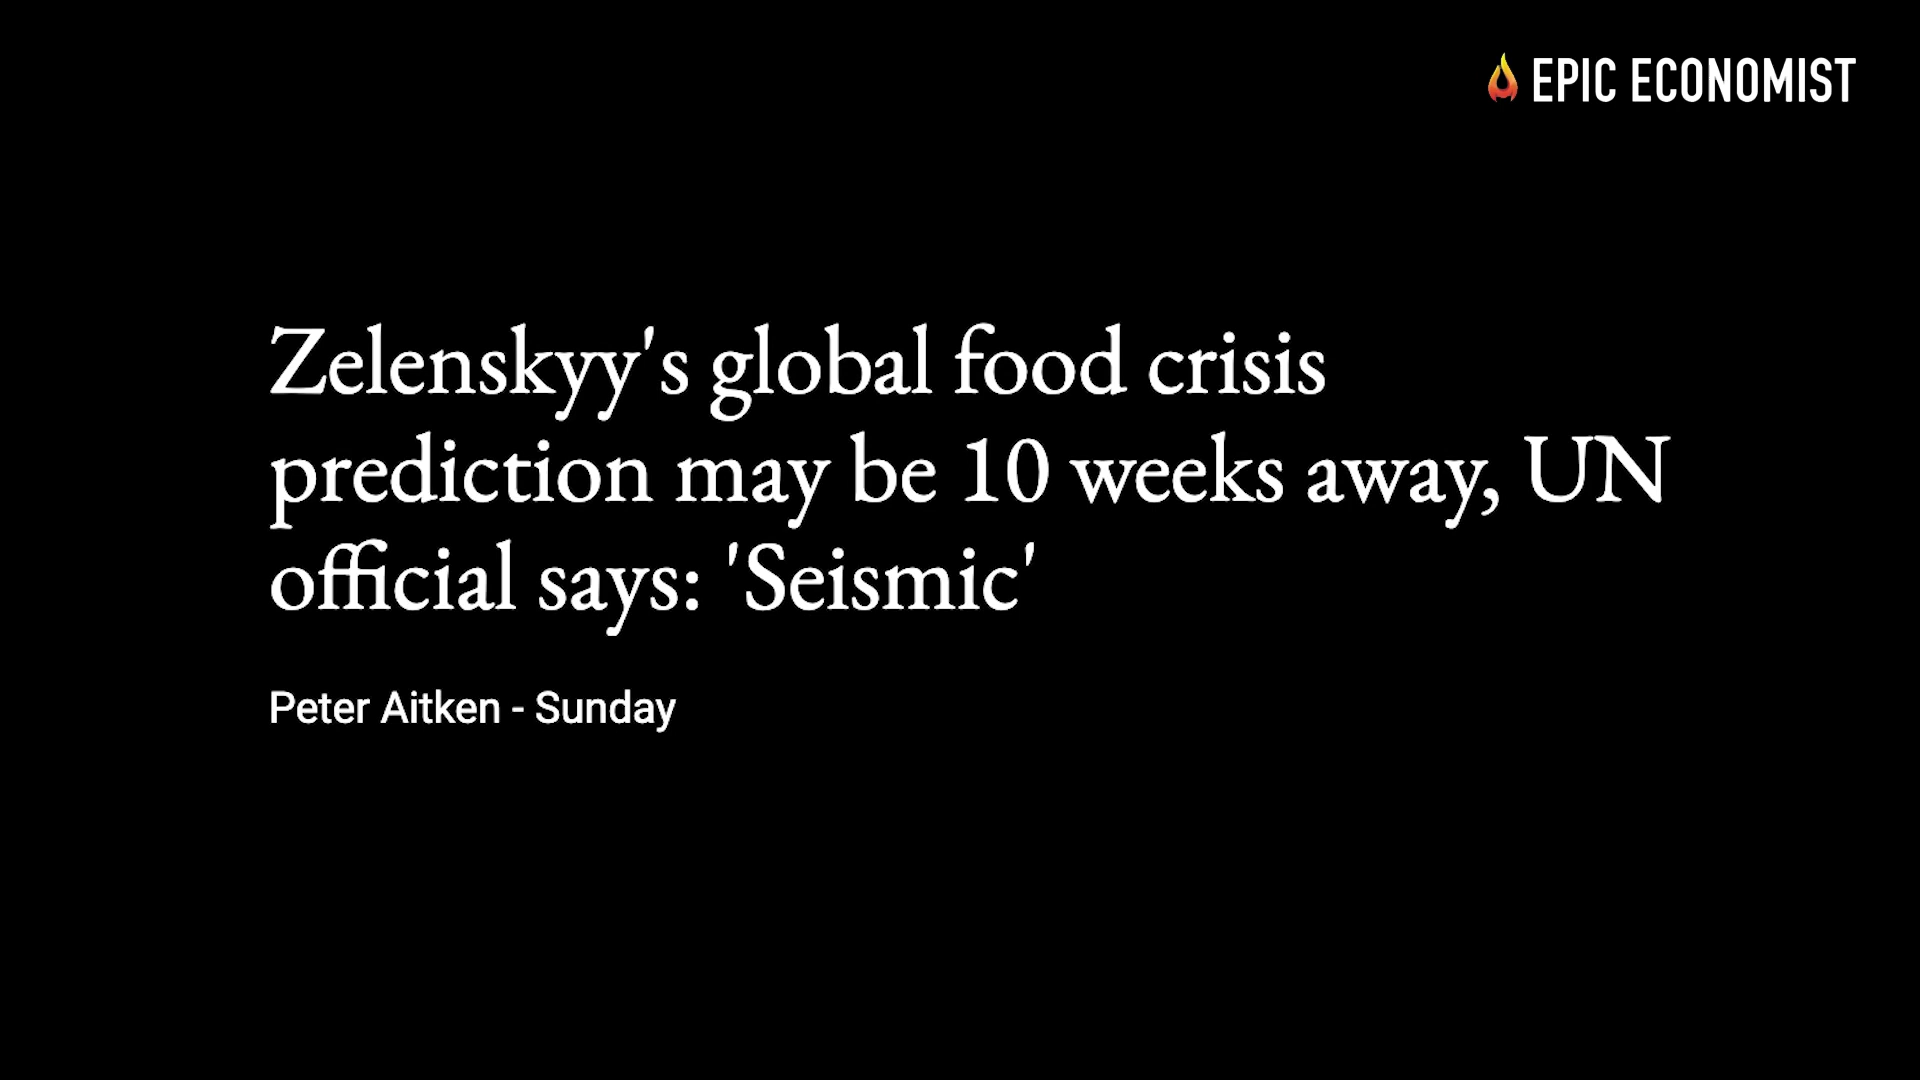 EPIC ECONOMIST
Zelenskyy's global food crisis
prediction may be 10 weeks away, UN
official says: 'Seismic'
Peter Aitken - Sunday